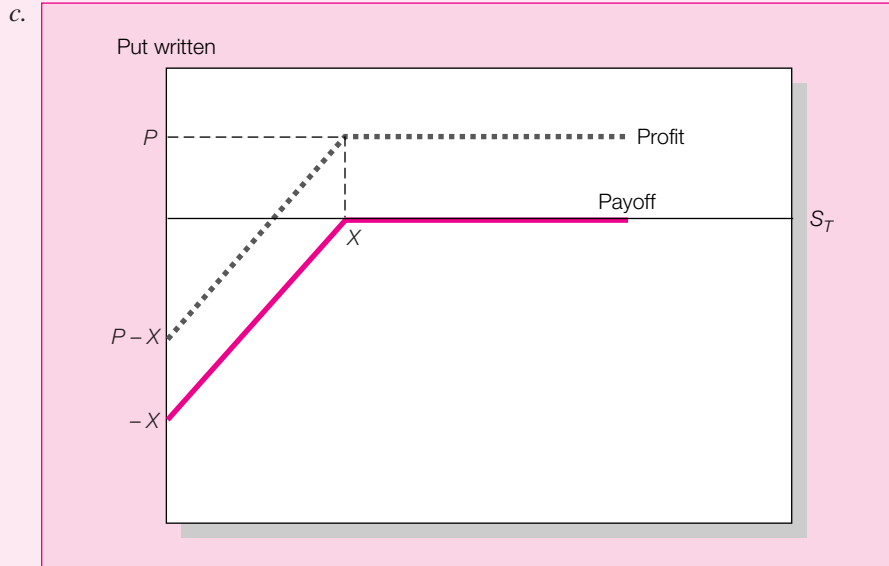 c.
Put written
P
Profit
Payoff
S_T
X
P – X
– X